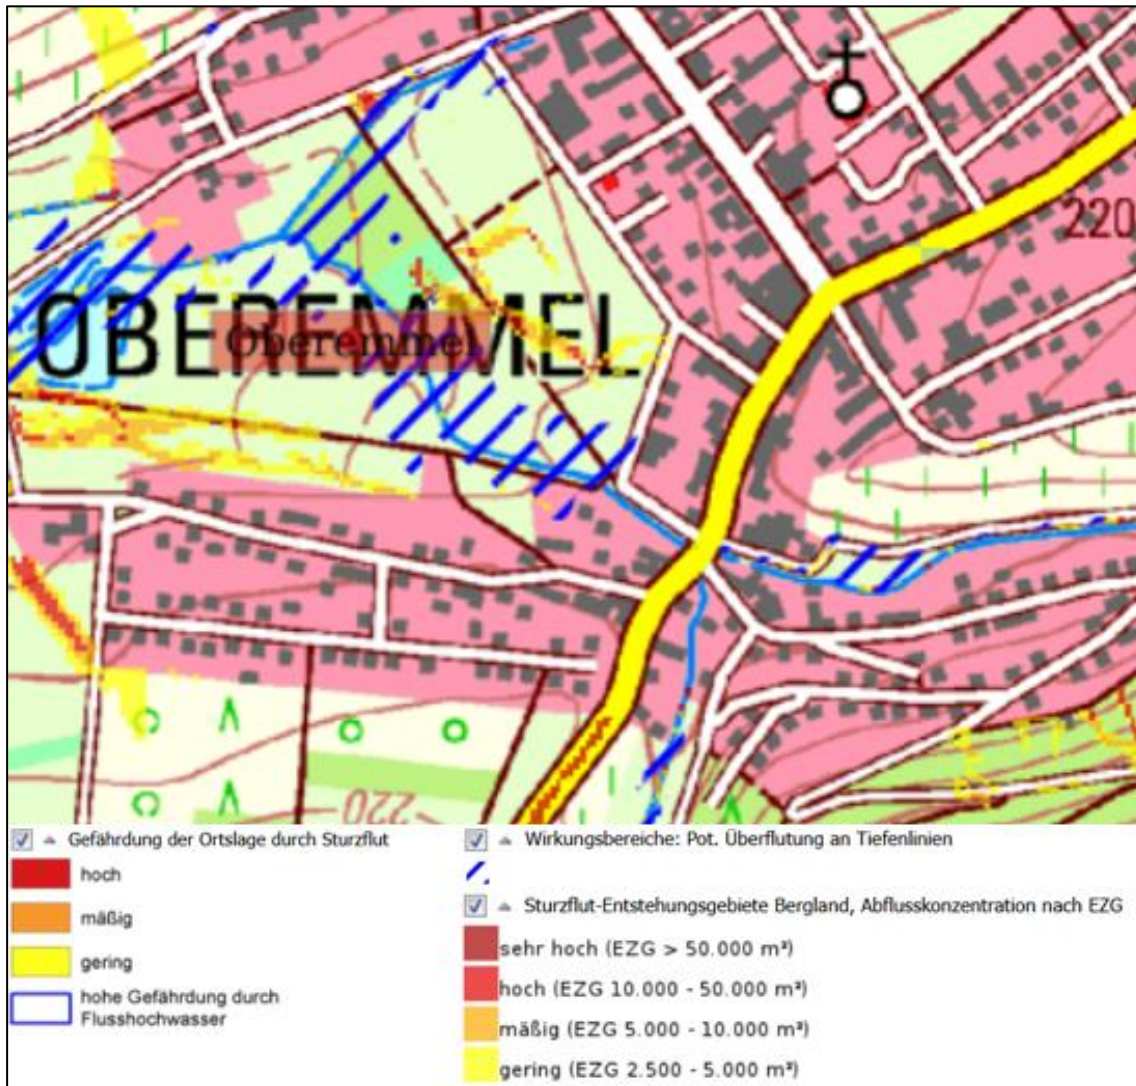 220
OBEREMMEL
Oberemmel
220
Gefährdung der Ortslage durch Sturzflut
hoch
mäßig
gering
hohe Gefährdung durch
Flusshochwasser
Wirkungsbereiche: Pot. Überflutung an Tiefenlinien
Sturzflut-Entstehungsgebiete Bergland, Abflusskonzentration nach EZG
sehr hoch (EZG > 50.000 m²)
hoch (EZG 10.000 - 50.000 m²)
mäßig (EZG 5.000 - 10.000 m²)
gering (EZG 2.500 - 5.000 m²)